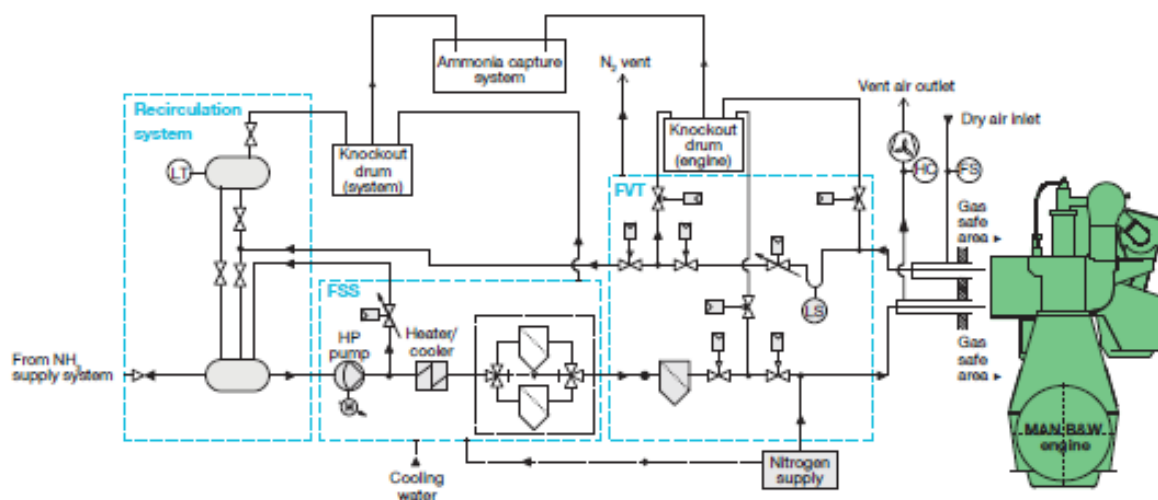 Ammonia capture
system
N₂ vent
Vent air outlet
Dry air inlet
Recirculation
system
LT
Knockout
drum
(system)
Knockout
drum
(engine)
HC
FS
FVT
Gas
safe
area
FSS
HP
pump
Heater/
cooler
LS
From NH₃
supply system
M
Gas
safe
area
MAN B&W
engine
Cooling
water
Nitrogen
supply